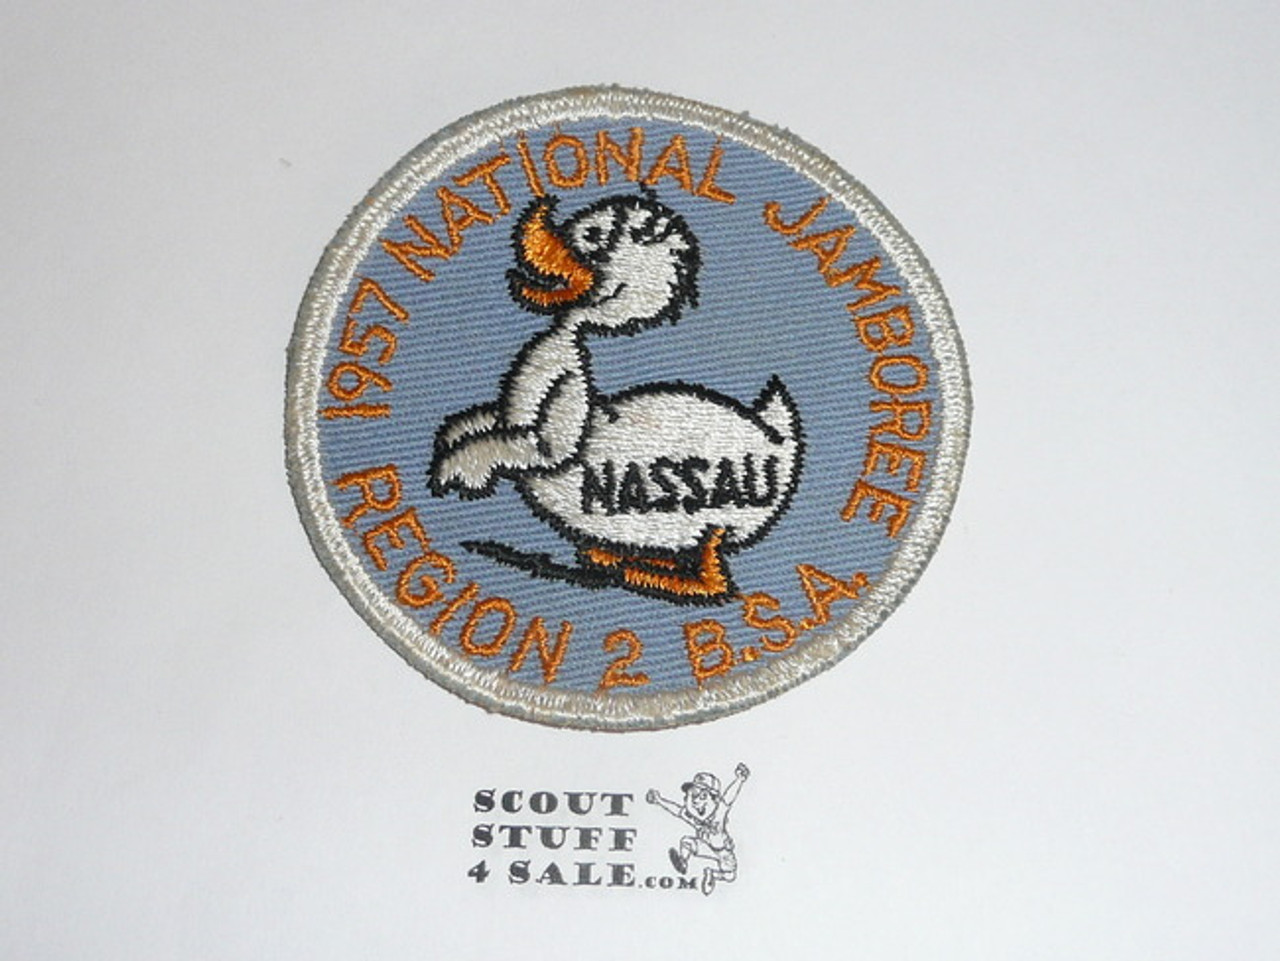 1957 NATIONAL JAMBOREE
NASSAU
REGION 2 B.S.A.
SCOUT
STUFF
4 SALE.COM